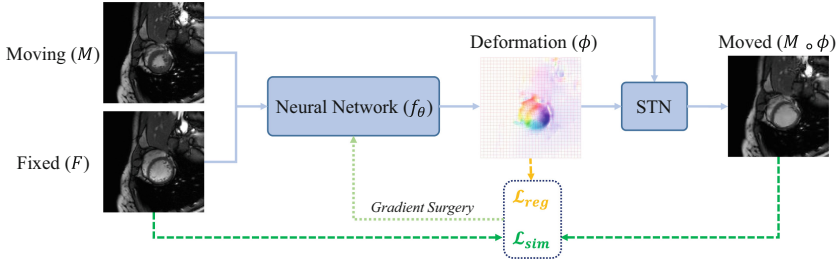 Moving (M)
Fixed (F)
Neural Network (f_θ)
Deformation (ϕ)
STN
Moved (M ∘ ϕ)
Gradient Surgery
ℒ_reg
ℒ_sim